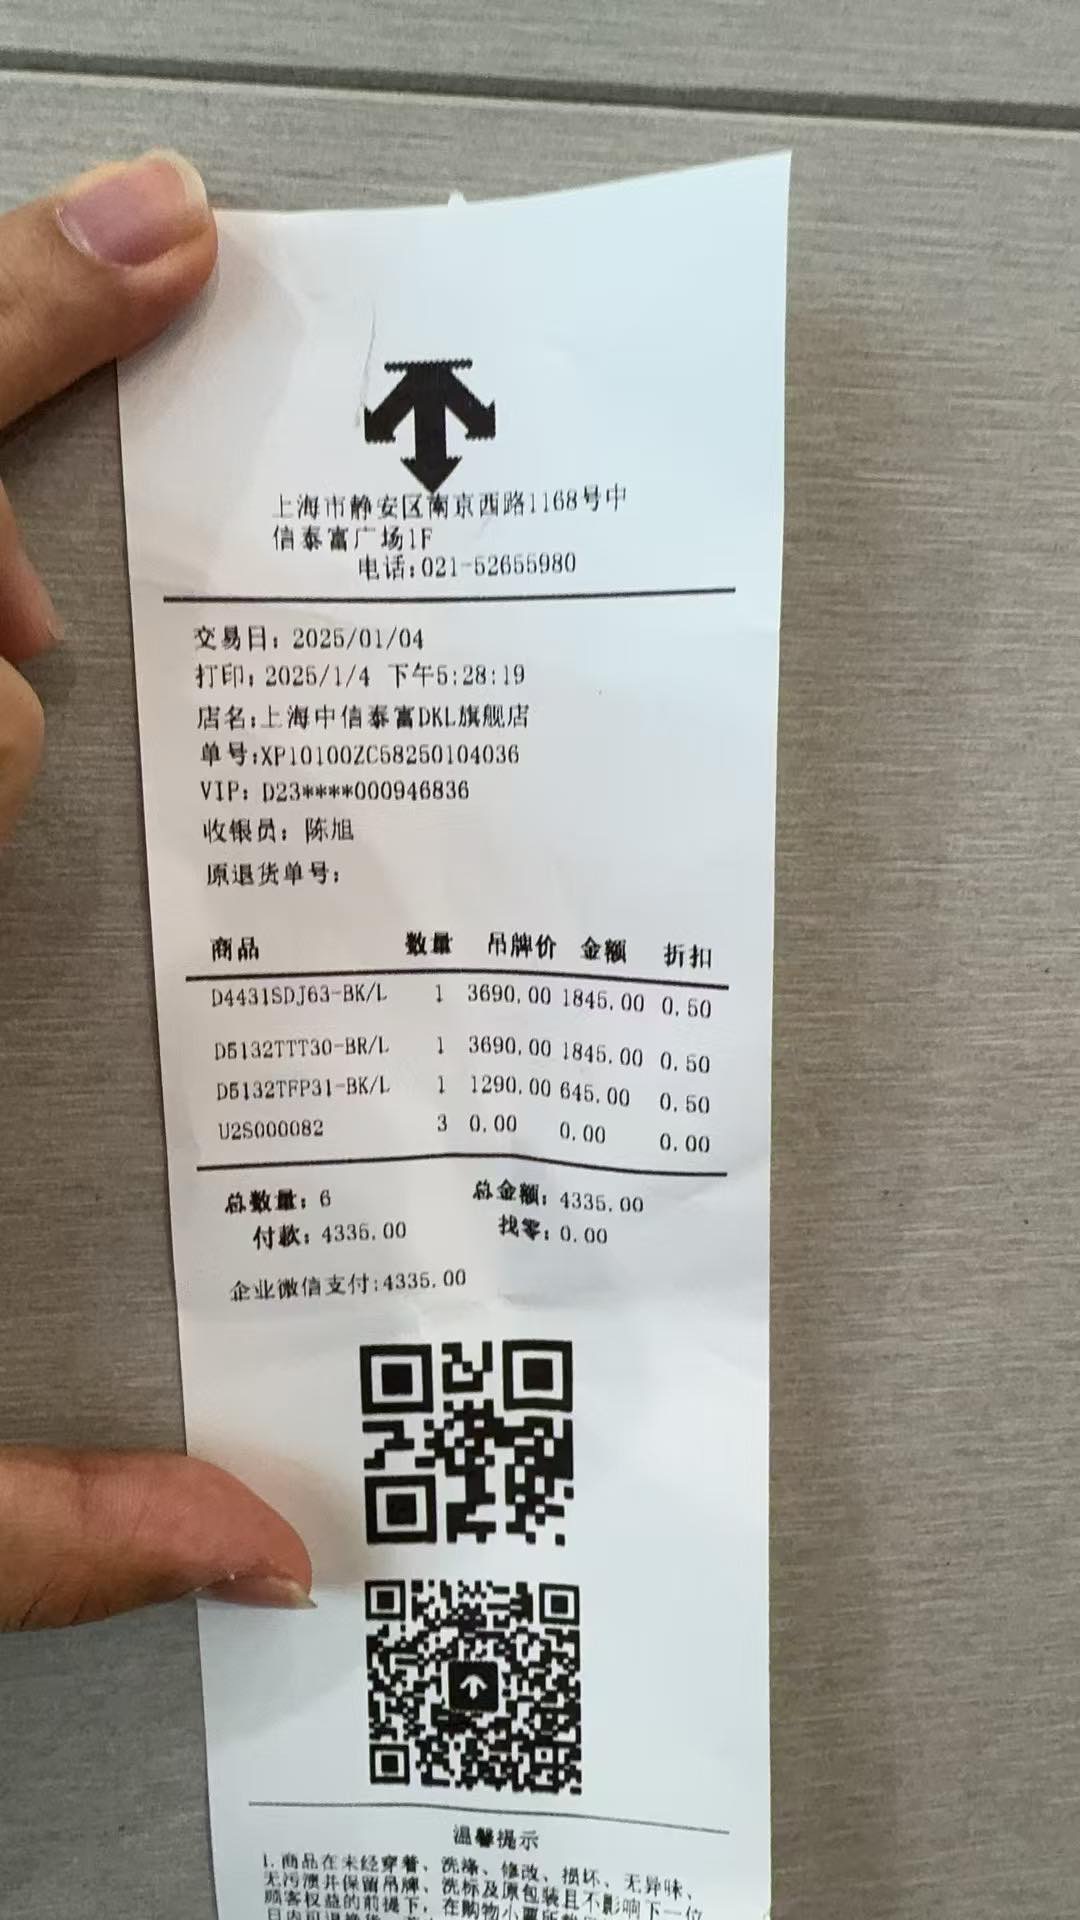 上海市静安区南京西路1168号中
信泰富广场1F
电话:021-52655980
交易日: 2025/01/04
打印: 2025/1/4 下午5:28:19
店名:上海中信泰富DKL旗舰店
单号:XP10100ZC58250104036
VIP: D23****000946836
收银员: 陈旭
原退货单号:
商品 数量 吊牌价 金额 折扣
D4431SDJ63-BK/L 1 3690.00 1845.00 0.50
D5132TTT30-BR/L 1 3690.00 1845.00 0.50
D5132TFP31-BK/L 1 1290.00 645.00 0.50
U2S000082 3 0.00 0.00 0.00
总数量: 6 总金额: 4335.00
付款: 4335.00 找零: 0.00
企业微信支付:4335.00
温馨提示
1.商品在未经穿着、洗涤、修改、损坏、无异味、
无污渍并保留吊牌、洗标及原包装且不影响下一位
顾客权益的前提下,在购物小票所